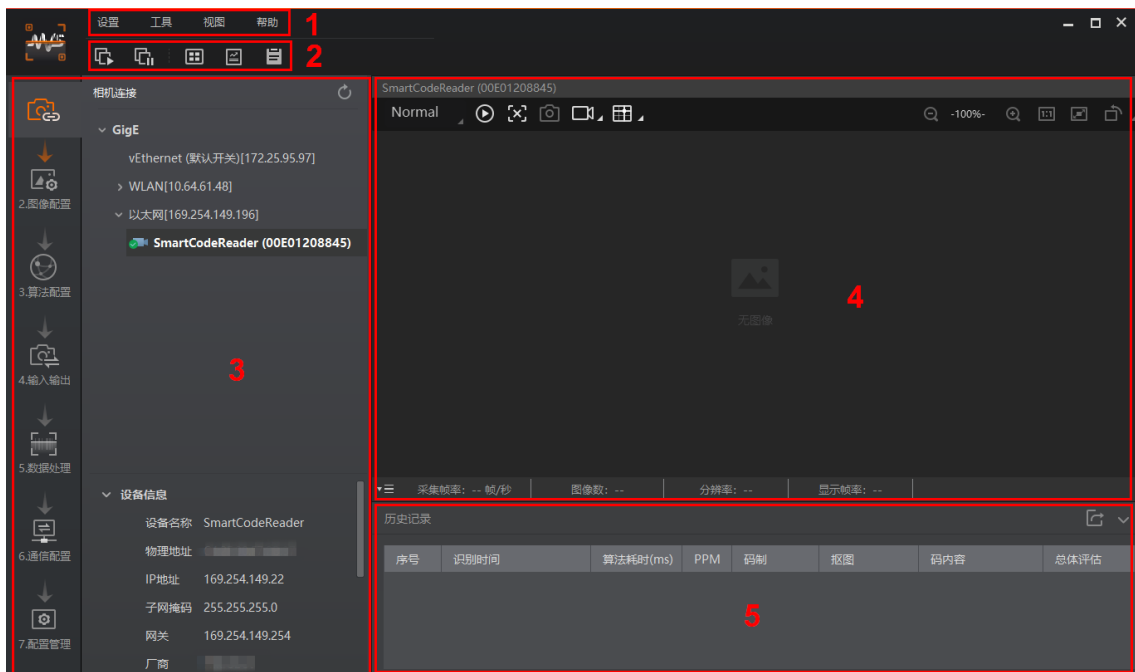 设置 工具 视图 帮助 1
2
相机连接
GigE
vEthernet (默认开关)[172.25.95.97]
WLAN[10.64.61.48]
以太网[169.254.149.196]
SmartCodeReader (00E01208845)
2.图像配置
3.算法配置
4.输入输出
5.数据处理
6.通信配置
7.配置管理
3
设备信息
设备名称 SmartCodeReader
物理地址
IP地址 169.254.149.22
子网掩码 255.255.255.0
网关 169.254.149.254
厂商
SmartCodeReader (00E01208845)
Normal -100%- 1:1
无图像
4
采集帧率: -- 帧/秒 图像数: -- 分辨率: -- 显示帧率: --
历史记录
序号 识别时间 算法耗时(ms) PPM 码制 抠图 码内容 总体评估
5